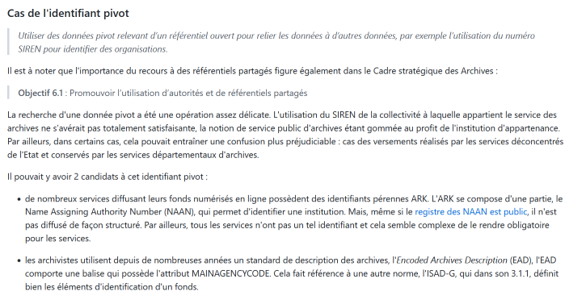 Cas de l'identifiant pivot
Utiliser des données pivot relevant d'un référentiel ouvert pour relier les données à d'autres données, par exemple l'utilisation du numéro
SIREN pour identifier des organisations.
Il est à noter que l'importance du recours à des référentiels partagés figure également dans le Cadre stratégique des Archives :
Objectif 6.1 : Promouvoir l'utilisation d'autorités et de référentiels partagés
La recherche d'une donnée pivot a été une opération assez délicate. L'utilisation du SIREN de la collectivité à laquelle appartient le service des
archives ne s'avérait pas totalement satisfaisante, la notion de service public d'archives étant gommée au profit de l'institution d'appartenance.
Par ailleurs, dans certains cas, cela pouvait entraîner une confusion plus préjudiciable : cas des versements réalisés par les services déconcentrés
de l'Etat et conservés par les services départementaux d'archives.
Il pouvait y avoir 2 candidats à cet identifiant pivot :
• de nombreux services diffusant leurs fonds numérisés en ligne possèdent des identifiants pérennes ARK. L'ARK se compose d'une partie, le
Name Assigning Authority Number (NAAN), qui permet d'identifier une institution. Mais, même si le registre des NAAN est public, il n'est
pas diffusé de façon structuré. Par ailleurs, tous les services n'ont pas un tel identifiant et cela semble complexe de le rendre obligatoire
pour les services.
• les archivistes utilisent depuis de nombreuses années un standard de description des archives, l'Encoded Archives Description (EAD), l'EAD
comporte une balise qui possède l'attribut MAINAGENCYCODE. Cela fait référence à une autre norme, l'ISAD-G, qui dans son 3.1.1, définit
bien les éléments d'identification d'un fonds.